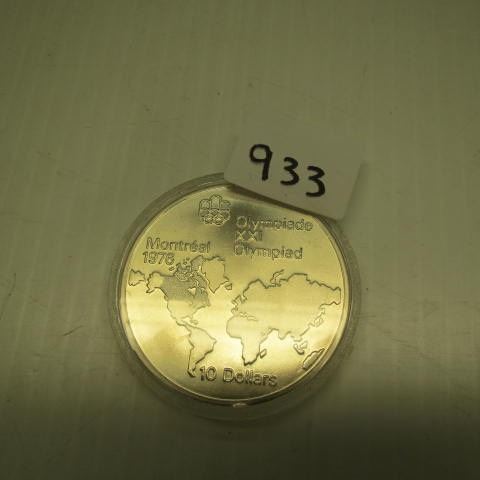 933
Olympiade
XXI
Olympiad
Montréal
1976
10 Dollars